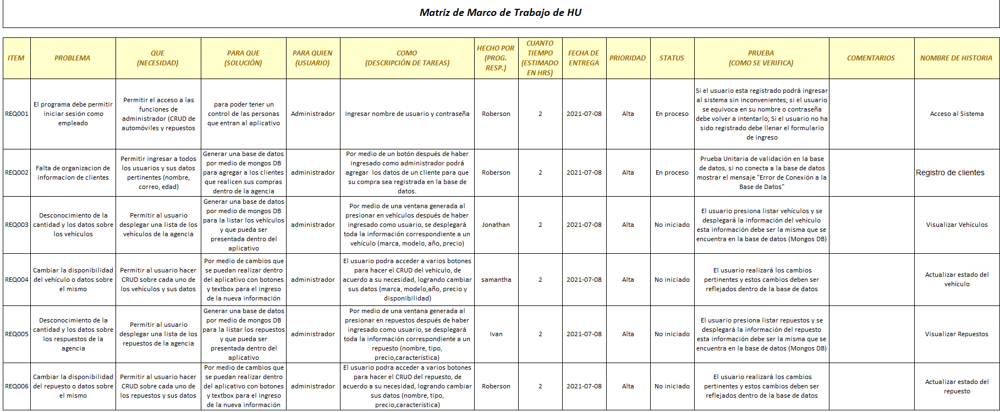 Matriz de Marco de Trabajo de HU
ITEM
PROBLEMA
QUE
(NECESIDAD)
PARA QUE
(SOLUCIÓN)
PARA QUIEN
(USUARIO)
COMO
(DESCRIPCIÓN DE TAREAS)
HECHO POR
(PROG.
RESP.)
CUANTO
TIEMPO
(ESTIMADO
EN HRS)
FECHA DE
ENTREGA
PRIORIDAD
STATUS
PRUEBA
(COMO SE VERIFICA)
COMENTARIOS
NOMBRE DE HISTORIA
REQ001
El programa debe permitir
iniciar sesión como
empleado
Permitir el acceso a las
funciones de
administrador (CRUD de
automóviles y repuestos
para poder tener un
control de las personas
que entran al aplicativo
Administrador
Ingresar nombre de usuario y contraseña
Roberson
2
2021-07-08
Alta
En proceso
Si el usuario esta registrado podrá ingresar
al sistema sin inconvenientes; si el usuario
se equivoca en su nombre o contraseña
debe volver a intentarlo; Si el usuario no ha
sido registrado debe llenar el formulario
de ingreso
Acceso al Sistema
REQ002
Falta de organizacion de
informacion de clientes
Permitir ingresar a todos
los usuarios y sus datos
pertinentes (nombre,
correo, edad)
Generar una base de datos
por medio de mongos DB
para agregar a los clientes
que realicen sus compras
dentro de la agencia
administrador
Por medio de un botón después de haber
ingresado como administrador podrá
agregar  los datos de un cliente para que
su compra sea registrada en la base de
datos.
Roberson
2
2021-07-08
Alta
En proceso
Prueba Unitaria de validación en la base
de datos, si no conecta a la base de datos
mostrar el mensaje "Error de Conexión a la
Base de Datos"
Registro de clientes
REQ003
Desconocimiento de la
cantidad y los datos sobre
los vehículos
Permitir al usuario
desplegar una lista de los
vehículos de la agencia
Generar una base de datos
por medio de mongos DB
para la listar los vehículos
y que pueda ser
presentada dentro del
aplicativo
administrador
Por medio de una ventana generada al
presionar en vehículos después de haber
ingresado como usuario, se desplegará
toda la información correspondiente a un
vehículo (marca, modelo, año, precio)
Jonathan
2
2021-07-08
Alta
No iniciado
El usuario presiona listar vehículos y se
desplegará la información del vehículo
esta información debe ser la misma que se
encuentra en la base de datos (Mongos DB)
Visualizar Vehículos
REQ004
Cambiar la disponibilidad
del vehículo o datos sobre
el mismo
Permitir al usuario hacer
CRUD sobre cada uno de
los vehículos y sus datos
Por medio de cambios que
se puedan realizar dentro
del aplicativo con botones
y textbox para el ingreso
de la nueva información
administrador
El usuario podra acceder a varios botones
para hacer el CRUD del vehículo, de
acuerdo a su necesidad, logrando cambiar
sus datos (marca, modelo,año, precio y
disponibilidad)
samantha
2
2021-07-08
Alta
No iniciado
El usuario realizará los cambios
pertinentes y estos cambios deben ser
reflejados dentro de la base de datos
Actualizar estado del
vehículo
REQ005
Desconocimiento de la
cantidad y los datos sobre
los respuestos de la
agencia
Permitir al usuario
desplegar una lista de los
repuestos de la agencia
Generar una base de datos
por medio de mongos DB
para la listar los repuestos
y que pueda ser
presentada dentro del
aplicativo
administrador
Por medio de una ventana generada al
presionar en repuestos después de haber
ingresado como usuario, se desplegará
toda la información correspondiente a un
repuesto (nombre, tipo,
precio,característica)
Ivan
2
2021-07-08
Alta
No iniciado
El usuario presiona listar repuestos y se
desplegará la información del repuesto
esta información debe ser la misma que se
encuentra en la base de datos (Mongos DB)
Visualizar Repuestos
REQ006
Cambiar la disponibilidad
del repuesto o datos sobre
el mismo
Permitir al usuario hacer
CRUD sobre cada uno de
los repuestos y sus datos
Por medio de cambios que
se puedan realizar dentro
del aplicativo con botones
y textbox para el ingreso
de la nueva información
administrador
El usuario podra acceder a varios botones
para hacer el CRUD del repuesto, de
acuerdo a su necesidad, logrando cambiar
sus datos (nombre, tipo,
precio,característica)
Roberson
2
2021-07-08
Alta
No iniciado
El usuario realizará los cambios
pertinentes y estos cambios deben ser
reflejados dentro de la base de datos
Actualizar estado del
repuesto